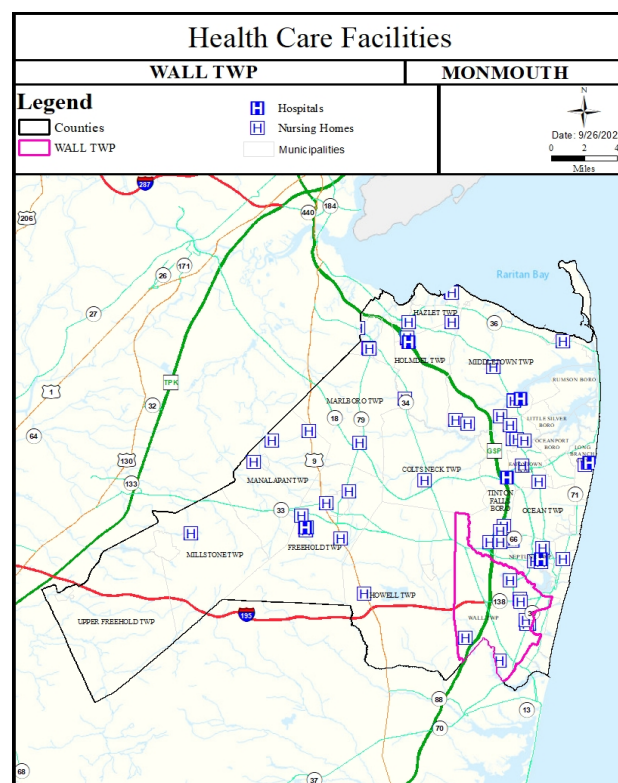 Health Care Facilities
WALL TWP
MONMOUTH
Legend
Counties
WALL TWP
Hospitals
Nursing Homes
Municipalities
N
Date: 9/26/202
0 2 4
Miles
287
206
440
184
171
26
27
Raritan Bay
HAZLET TWP
36
HOLMDEL TWP
MIDDLETOWN TWP
TPK
1
32
RUMSON BORO
MARLBORO TWP
34
18
79
LITTLE SILVER
BORO
64
OCEANPORT
BORO
LONG
BRANCH
130
9
GSP
133
MANALAPAN TWP
COLTS NECK TWP
71
33
TINTON
FALLS
BORO
OCEAN TWP
66
MILLSTONE TWP
FREEHOLD TWP
HOWELL TWP
195
138
WALL TWP
UPPER FREEHOLD TWP
88
13
70
68
37